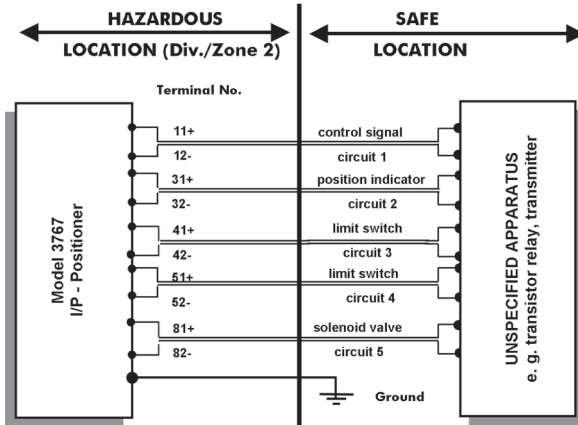 HAZARDOUS
LOCATION (Div./Zone 2)
SAFE
LOCATION
Terminal No.
Model 3767
I/P - Positioner
11+ control signal
12- circuit 1
31+ position indicator
32- circuit 2
41+ limit switch
42- circuit 3
51+ limit switch
52- circuit 4
81+ solenoid valve
82- circuit 5
Ground
UNSPECIFIED APPARATUS
e. g. transistor relay, transmitter